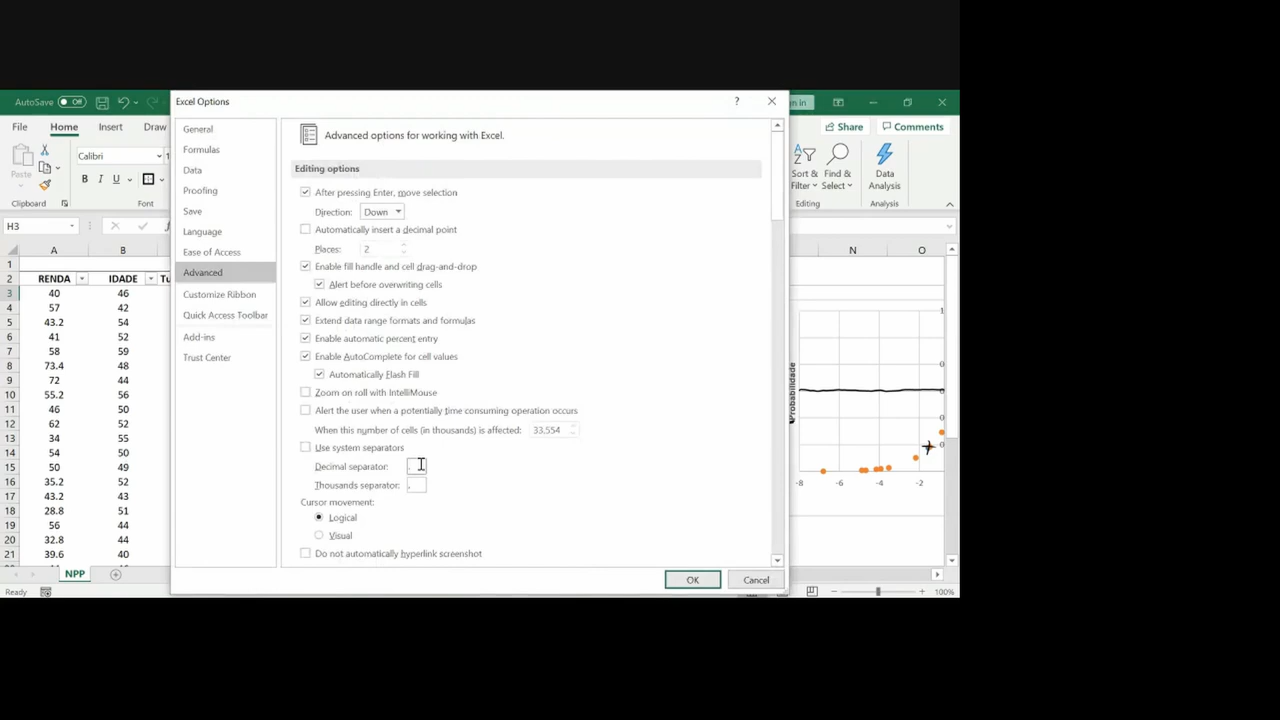 AutoSave Off
Excel Options
?
in
File Home Insert Draw
Share Comments
Paste
Calibri
B I U
Clipboard
Font
Sort & Filter
Find & Select
Data Analysis
Editing
Analysis
H3
General
Formulas
Data
Proofing
Save
Language
Ease of Access
Advanced
Customize Ribbon
Quick Access Toolbar
Add-ins
Trust Center
Advanced options for working with Excel.
Editing options
After pressing Enter, move selection
Direction: Down
Automatically insert a decimal point
Places: 2
Enable fill handle and cell drag-and-drop
Alert before overwriting cells
Allow editing directly in cells
Extend data range formats and formulas
Enable automatic percent entry
Enable AutoComplete for cell values
Automatically Flash Fill
Zoom on roll with IntelliMouse
Alert the user when a potentially time consuming operation occurs
When this number of cells (in thousands) is affected: 33,554
Use system separators
Decimal separator: .
Thousands separator: ,
Cursor movement:
Logical
Visual
Do not automatically hyperlink screenshot
OK Cancel
A B
1
2 RENDA IDADE Tu
3 40 46
4 57 42
5 43.2 54
6 41 52
7 58 59
8 73.4 48
9 72 44
10 55.2 56
11 46 50
12 62 52
13 34 55
14 54 50
15 50 49
16 35.2 52
17 43.2 43
18 28.8 51
19 56 44
20 32.8 44
21 39.6 40
N O
1
0
0
0
0
Probabilidade
-8 -6 -4 -2
NPP
Ready
100%